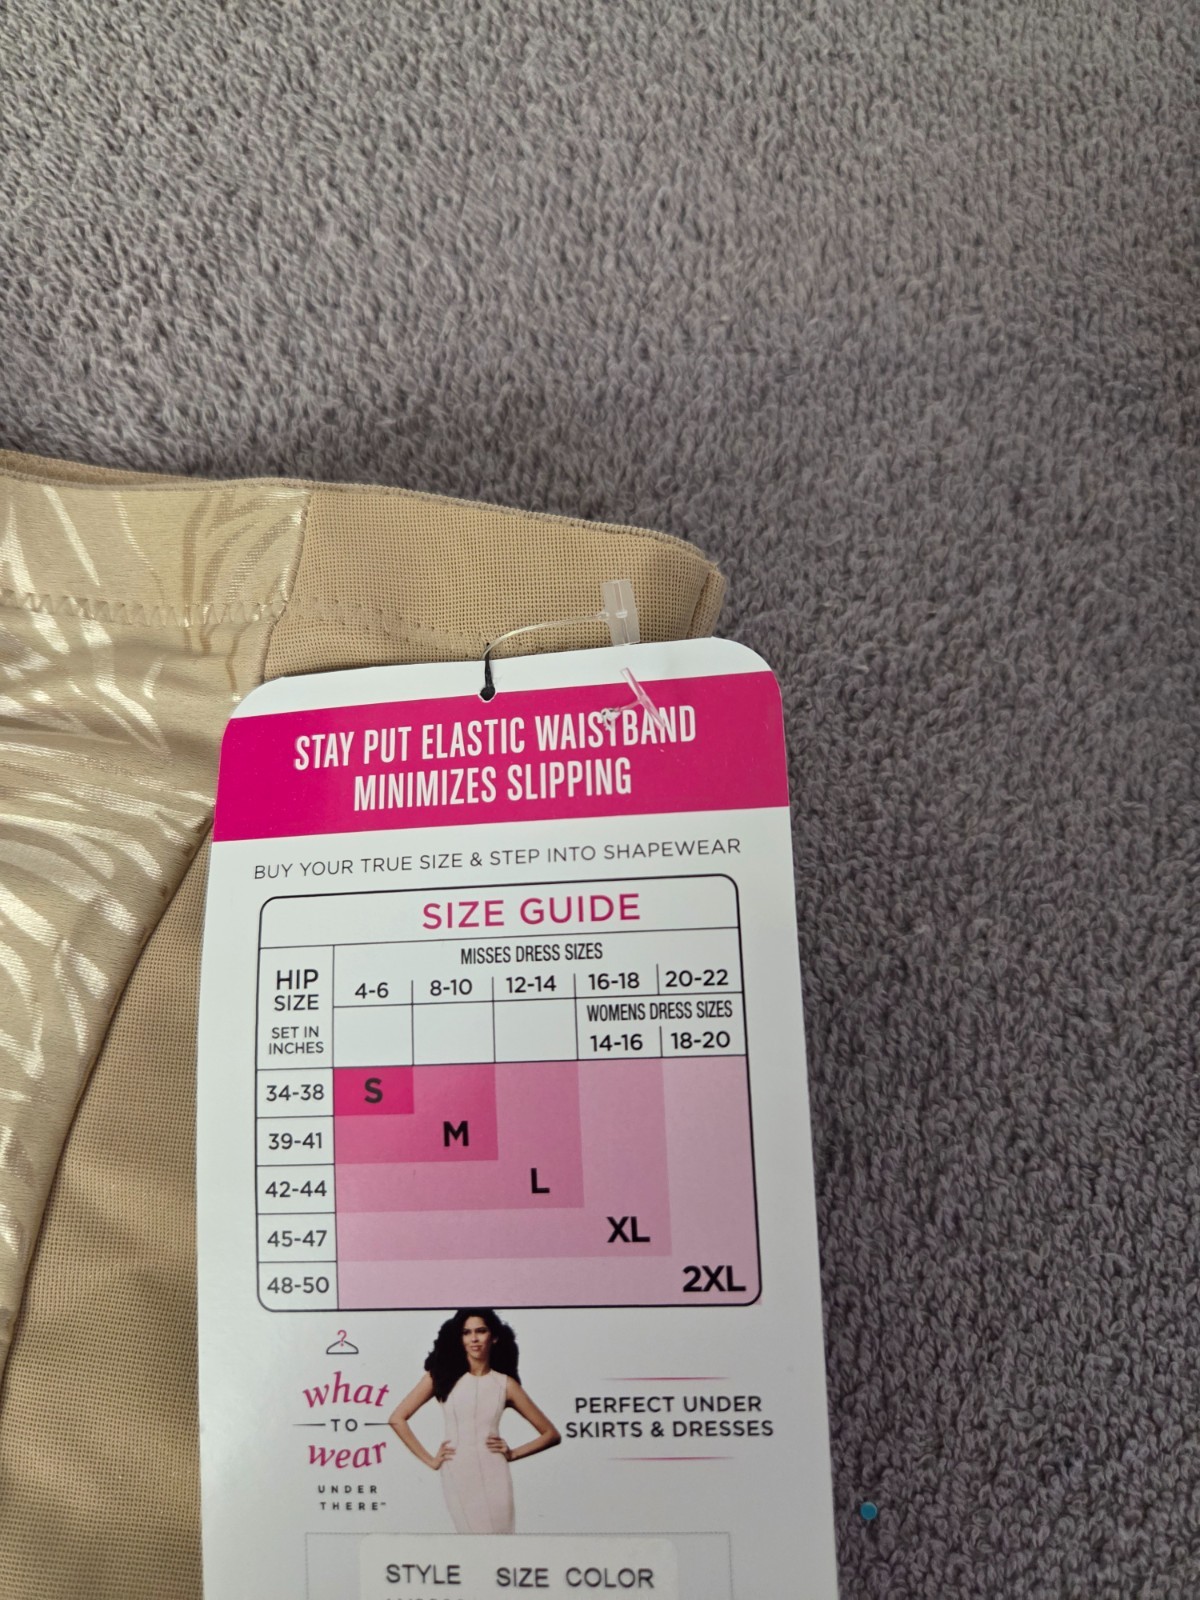 STAY PUT ELASTIC WAISTBAND
MINIMIZES SLIPPING
BUY YOUR TRUE SIZE & STEP INTO SHAPEWEAR
SIZE GUIDE
HIP
SIZE
SET IN
INCHES
MISSES DRESS SIZES
4-6 8-10 12-14 16-18 20-22
WOMENS DRESS SIZES
14-16 18-20
34-38 S
39-41 M
42-44 L
45-47 XL
48-50 2XL
what
TO
wear
UNDER
THERE™
PERFECT UNDER
SKIRTS & DRESSES
STYLE SIZE COLOR